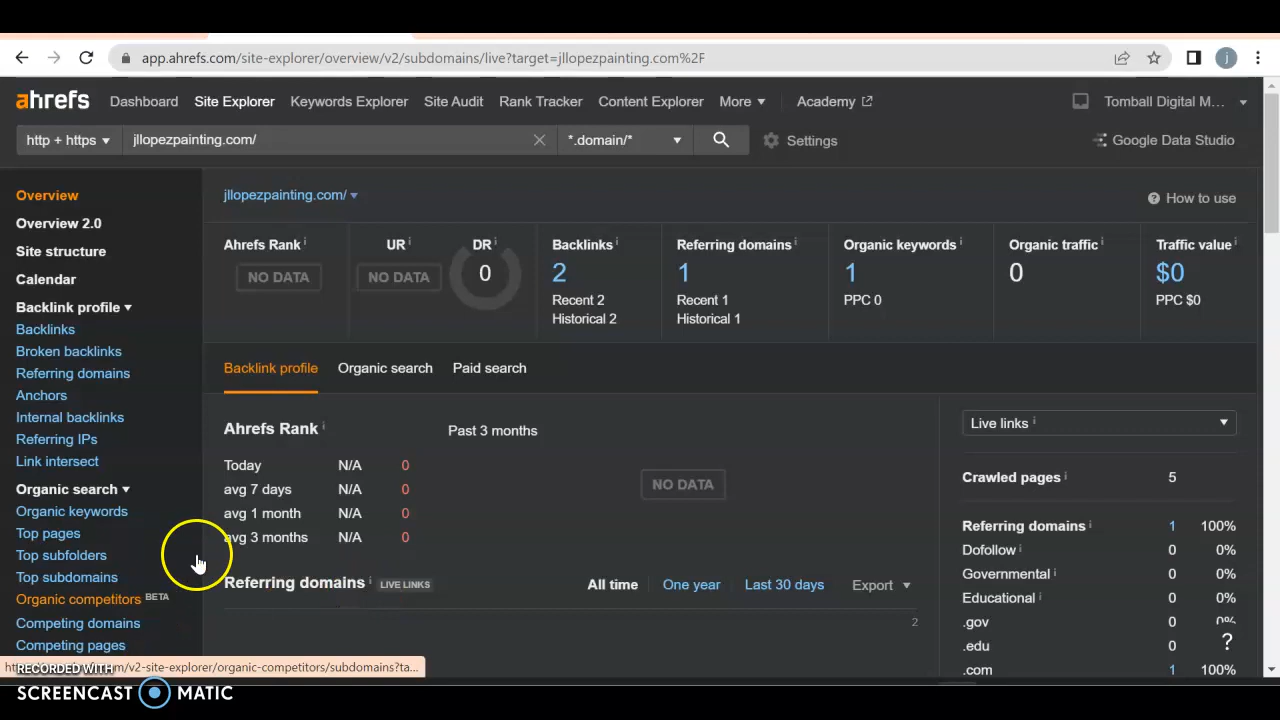 app.ahrefs.com/site-explorer/overview/v2/subdomains/live?target=jllopezpainting.com%2F
j
ahrefs
Dashboard Site Explorer Keywords Explorer Site Audit Rank Tracker Content Explorer More Academy Tomball Digital M...
http + https jllopezpainting.com/ *.domain/* Settings Google Data Studio
Overview
Overview 2.0
Site structure
Calendar
Backlink profile
Backlinks
Broken backlinks
Referring domains
Anchors
Internal backlinks
Referring IPs
Link intersect
Organic search
Organic keywords
Top pages
Top subfolders
Top subdomains
Organic competitors BETA
Competing domains
Competing pages
jllopezpainting.com/
? How to use
Ahrefs Rank i
NO DATA
UR i
NO DATA
DR i
0
Backlinks i
2
Recent 2
Historical 2
Referring domains i
1
Recent 1
Historical 1
Organic keywords i
1
PPC 0
Organic traffic i
0
Traffic value i
$0
PPC $0
Backlink profile Organic search Paid search
Ahrefs Rank i Past 3 months
Today N/A 0
avg 7 days N/A 0
avg 1 month N/A 0
avg 3 months N/A 0
NO DATA
Referring domains i LIVE LINKS All time One year Last 30 days Export
2
Live links i
Crawled pages i 5
Referring domains i 1 100%
Dofollow i 0 0%
Governmental i 0 0%
Educational i 0 0%
.gov 0 0%
.edu 0 ?
.com 1 100%
m/v2-site-explorer/organic-competitors/subdomains?ta...
RECORDED WITH
SCREENCAST MATIC